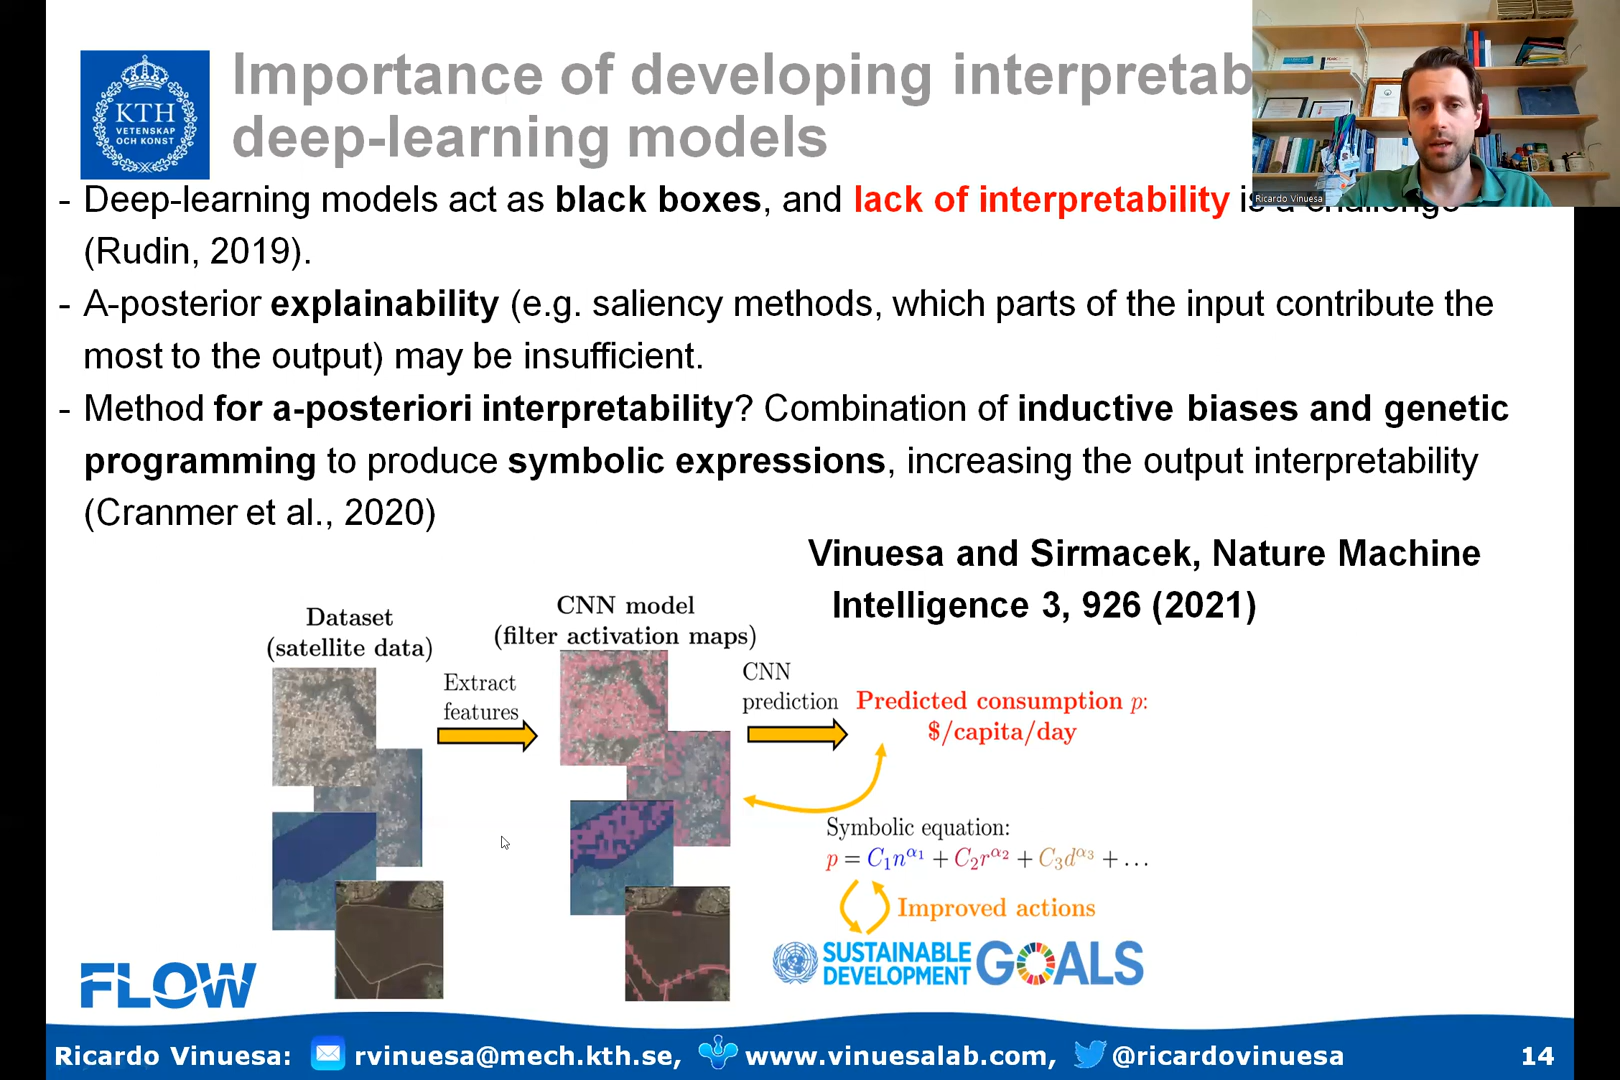 Importance of developing interpretab
deep-learning models
KTH
VETENSKAP
OCH KONST
- Deep-learning models act as black boxes, and lack of interpretability is a challenge
(Rudin, 2019).
- A-posterior explainability (e.g. saliency methods, which parts of the input contribute the
most to the output) may be insufficient.
- Method for a-posteriori interpretability? Combination of inductive biases and genetic
programming to produce symbolic expressions, increasing the output interpretability
(Cranmer et al., 2020)
Vinuesa and Sirmacek, Nature Machine
Intelligence 3, 926 (2021)
Dataset
(satellite data)
Extract
features
CNN model
(filter activation maps)
CNN
prediction
Predicted consumption p:
$/capita/day
Symbolic equation:
p = C₁n^α₁ + C₂r^α₂ + C₃d^α₃ + …
Improved actions
SUSTAINABLE
DEVELOPMENT
GOALS
FLOW
Ricardo Vinuesa: rvinuesa@mech.kth.se, www.vinuesalab.com, @ricardovinuesa
14
Ricardo Vinuesa